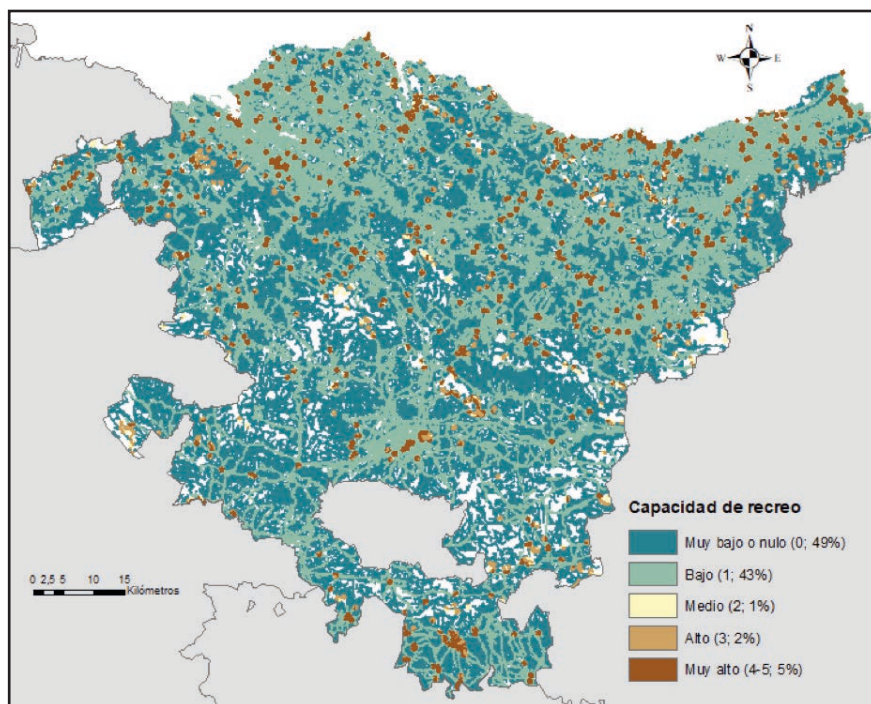 N
W E
S
Capacidad de recreo
Muy bajo o nulo (0; 49%)
Bajo (1; 43%)
Medio (2; 1%)
Alto (3; 2%)
Muy alto (4-5; 5%)
0 2,5 5 10 15
Kilómetros